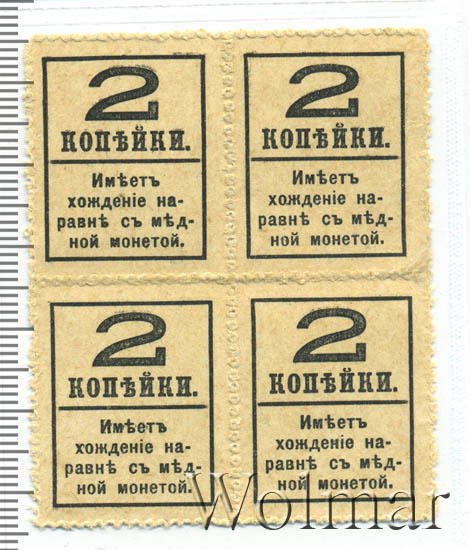 2
КОПѢЙКИ.
Имѣетъ
хожденіе на-
равнѣ съ мѣд-
ной монетой.
2
КОПѢЙКИ.
Имѣетъ
хожденіе на-
равнѣ съ мѣд-
ной монетой.
2
КОПѢЙКИ.
Имѣетъ
хожденіе на-
равнѣ съ мѣд-
ной монетой.
2
КОПѢЙКИ.
Имѣетъ
хожденіе на-
равнѣ съ мѣд-
ной монетой.
Wolmar